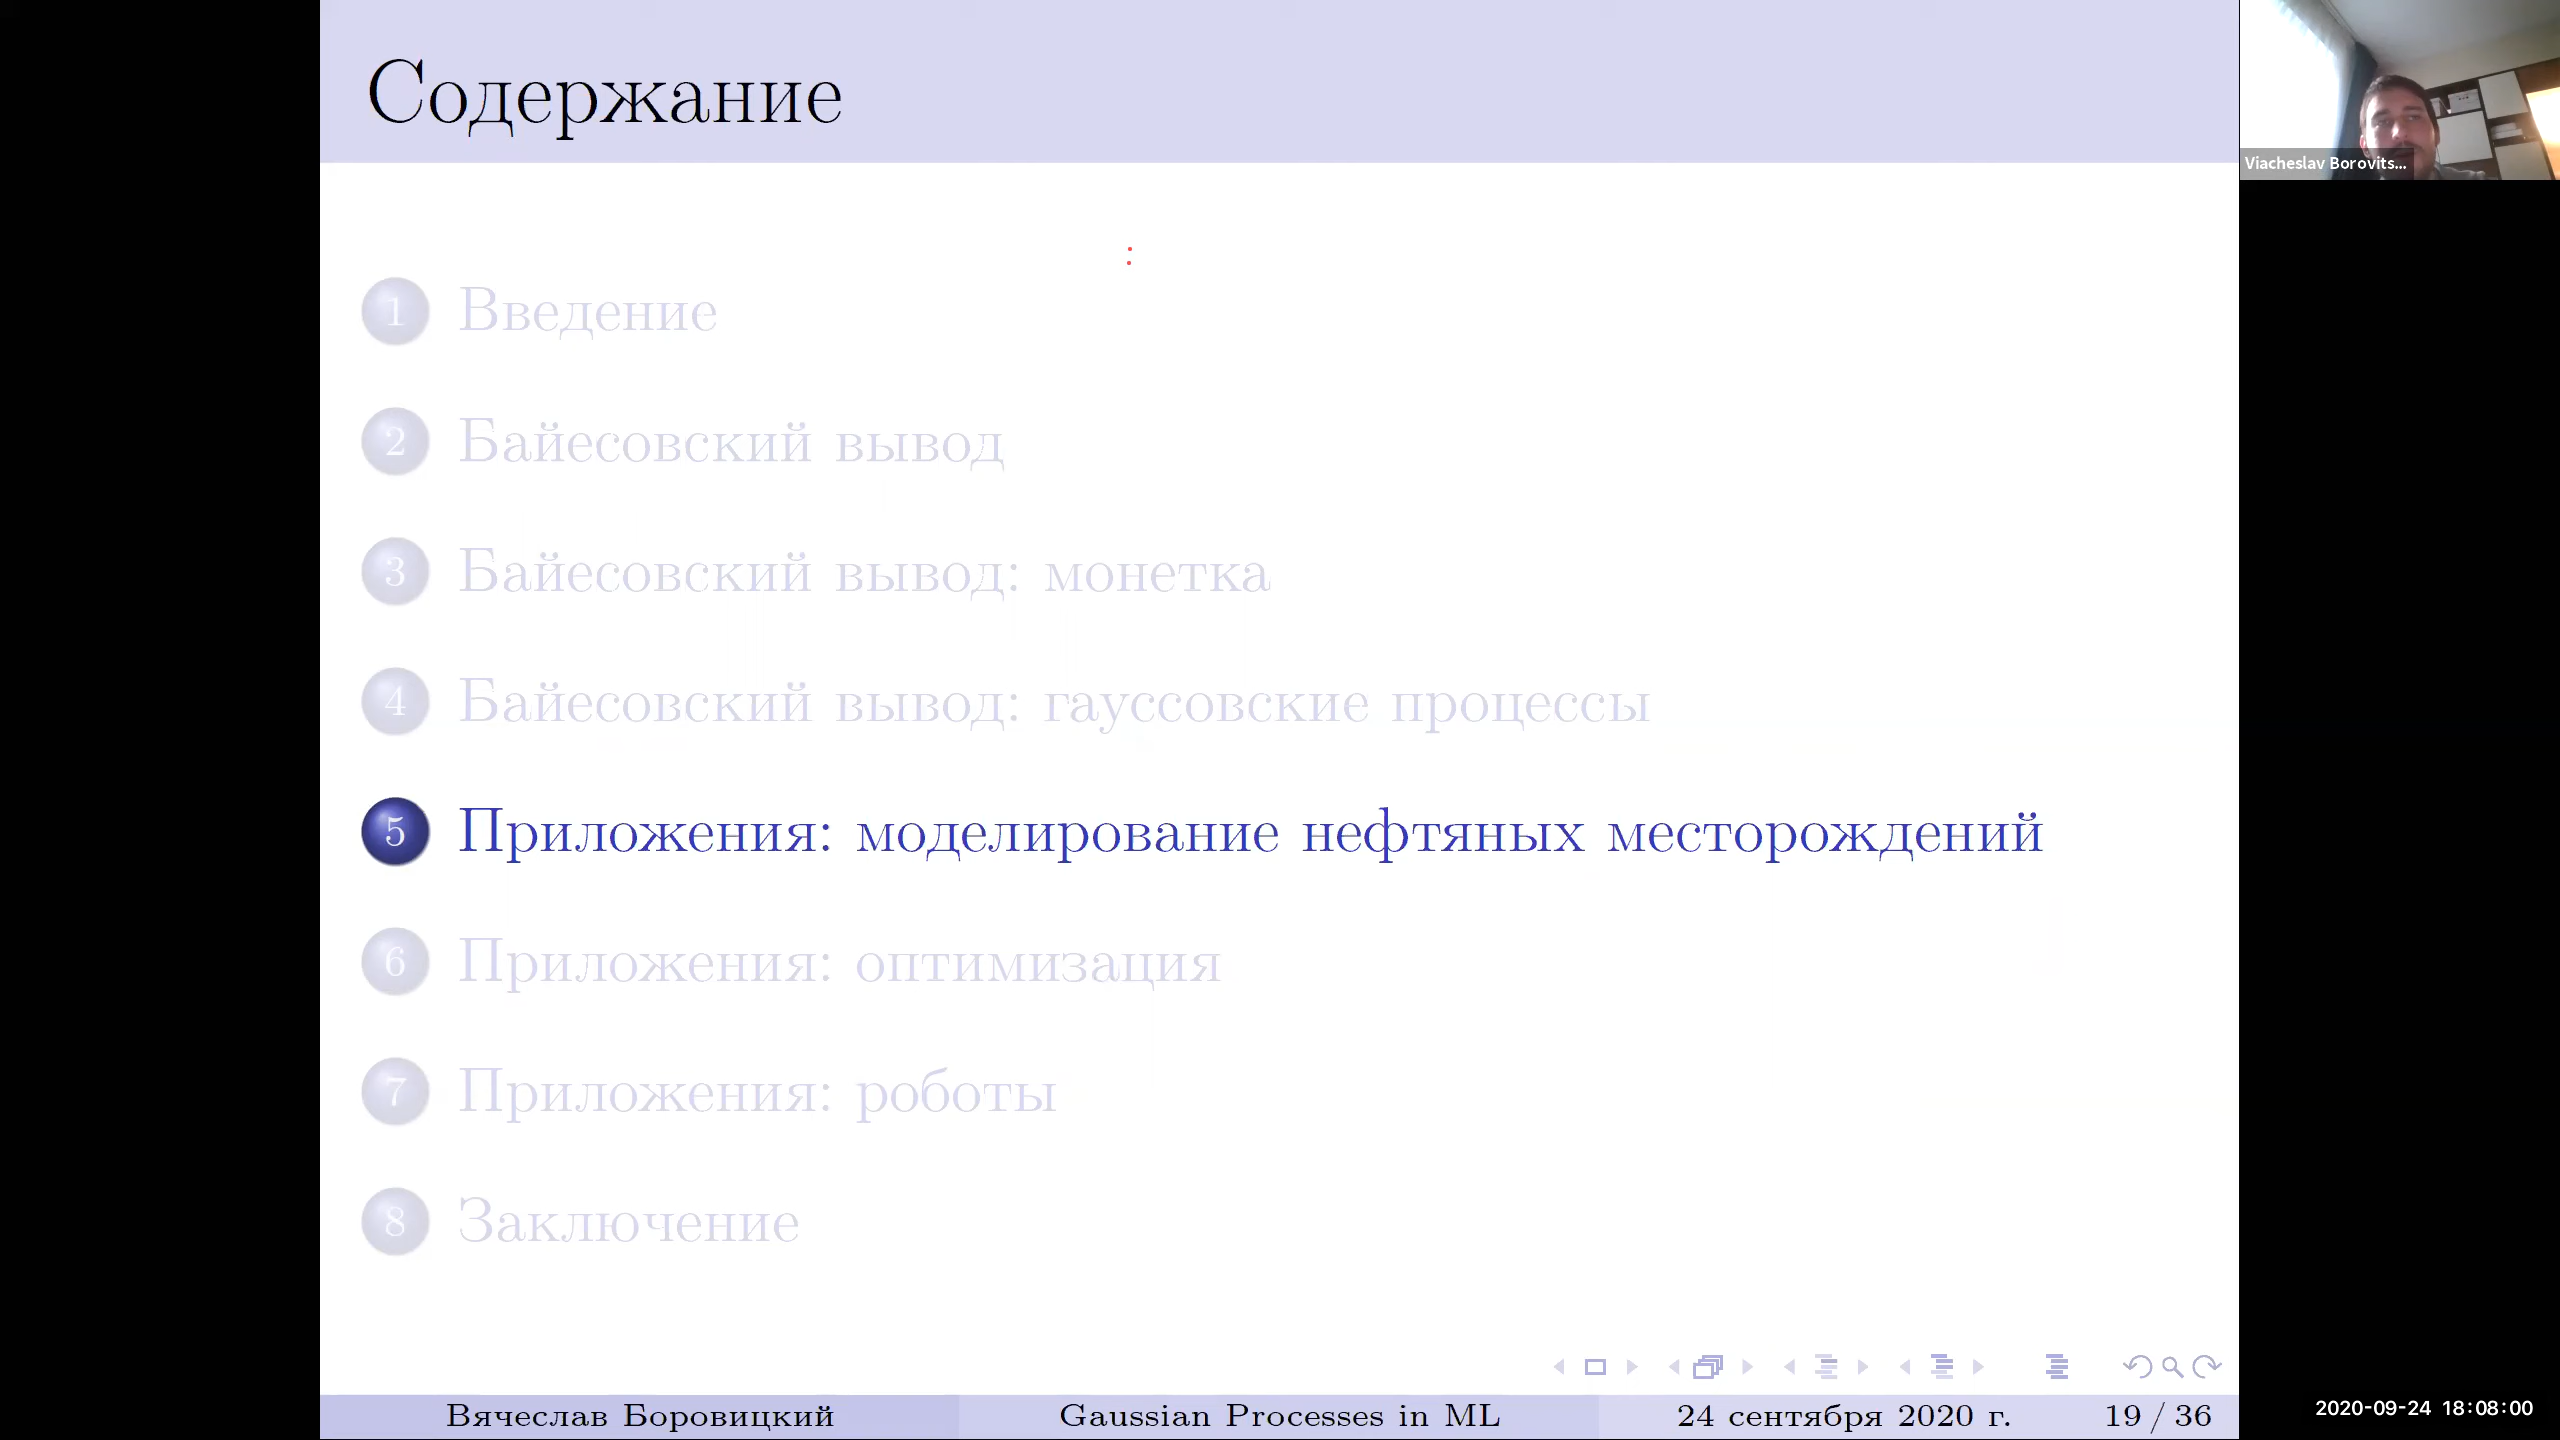 Содержание
Viacheslav Borovits...
1 Введение
2 Байесовский вывод
3 Байесовский вывод: монетка
4 Байесовский вывод: гауссовские процессы
5 Приложения: моделирование нефтяных месторождений
6 Приложения: оптимизация
7 Приложения: роботы
8 Заключение
Вячеслав Боровицкий Gaussian Processes in ML 24 сентября 2020 г. 19 / 36
2020-09-24 18:08:00